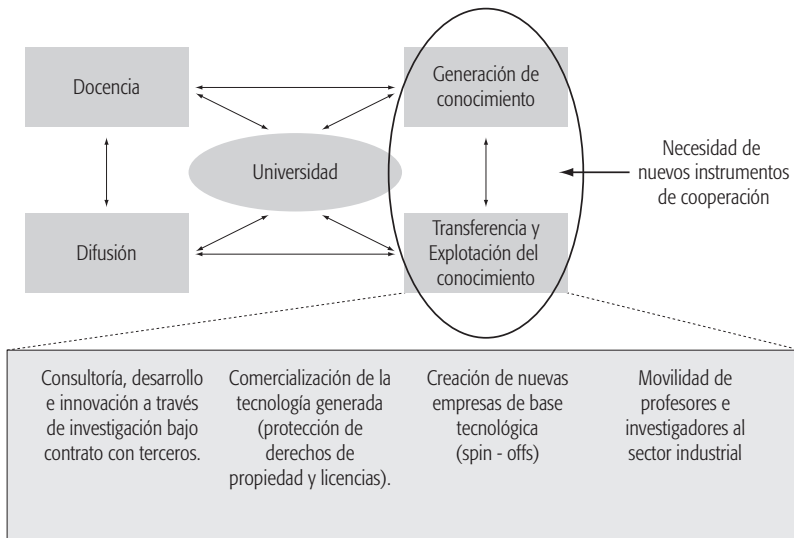 Docencia
Generación de
conocimiento
Universidad
Necesidad de
nuevos instrumentos
de cooperación
Difusión
Transferencia y
Explotación del
conocimiento
Consultoría, desarrollo
e innovación a través
de investigación bajo
contrato con terceros.
Comercialización de la
tecnología generada
(protección de
derechos de
propiedad y licencias).
Creación de nuevas
empresas de base
tecnológica
(spin - offs)
Movilidad de
profesores e
investigadores al
sector industrial